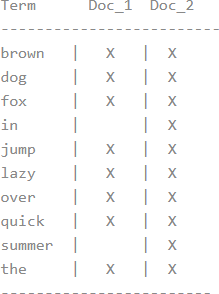 Term      Doc_1  Doc_2
-------------------------
brown   |   X   |  X
dog     |   X   |  X
fox     |   X   |  X
in      |       |  X
jump    |   X   |  X
lazy    |   X   |  X
over    |   X   |  X
quick   |   X   |  X
summer  |       |  X
the     |   X   |  X
------------------------